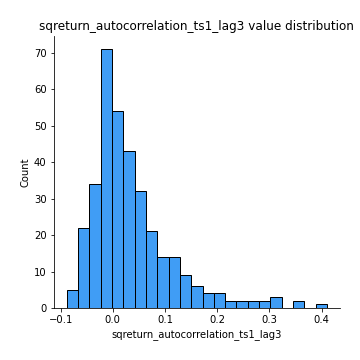 sqreturn_autocorrelation_ts1_lag3 value distribution
70
60
50
40
30
20
10
0
Count
−0.1 0.0 0.1 0.2 0.3 0.4
sqreturn_autocorrelation_ts1_lag3